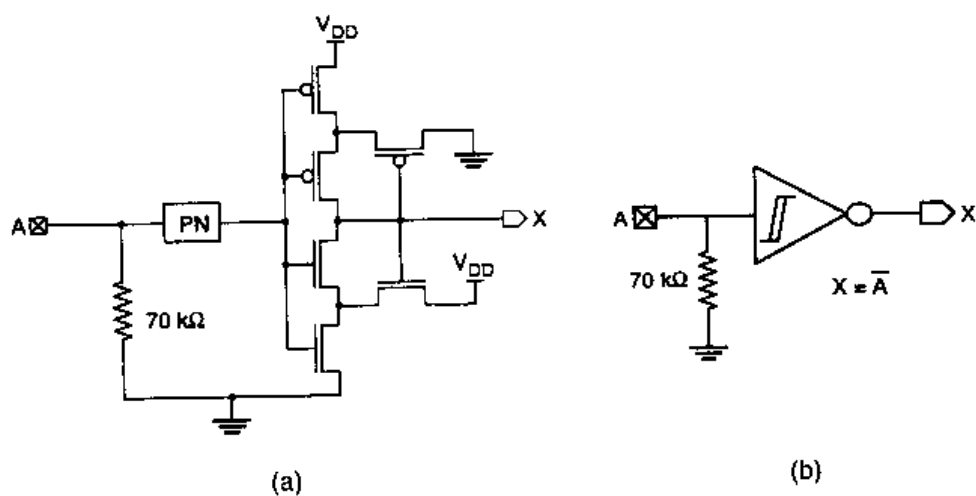 V_DD
A
PN
X
70 kΩ
V_DD
(a)
A
70 kΩ
X
X = A̅
(b)